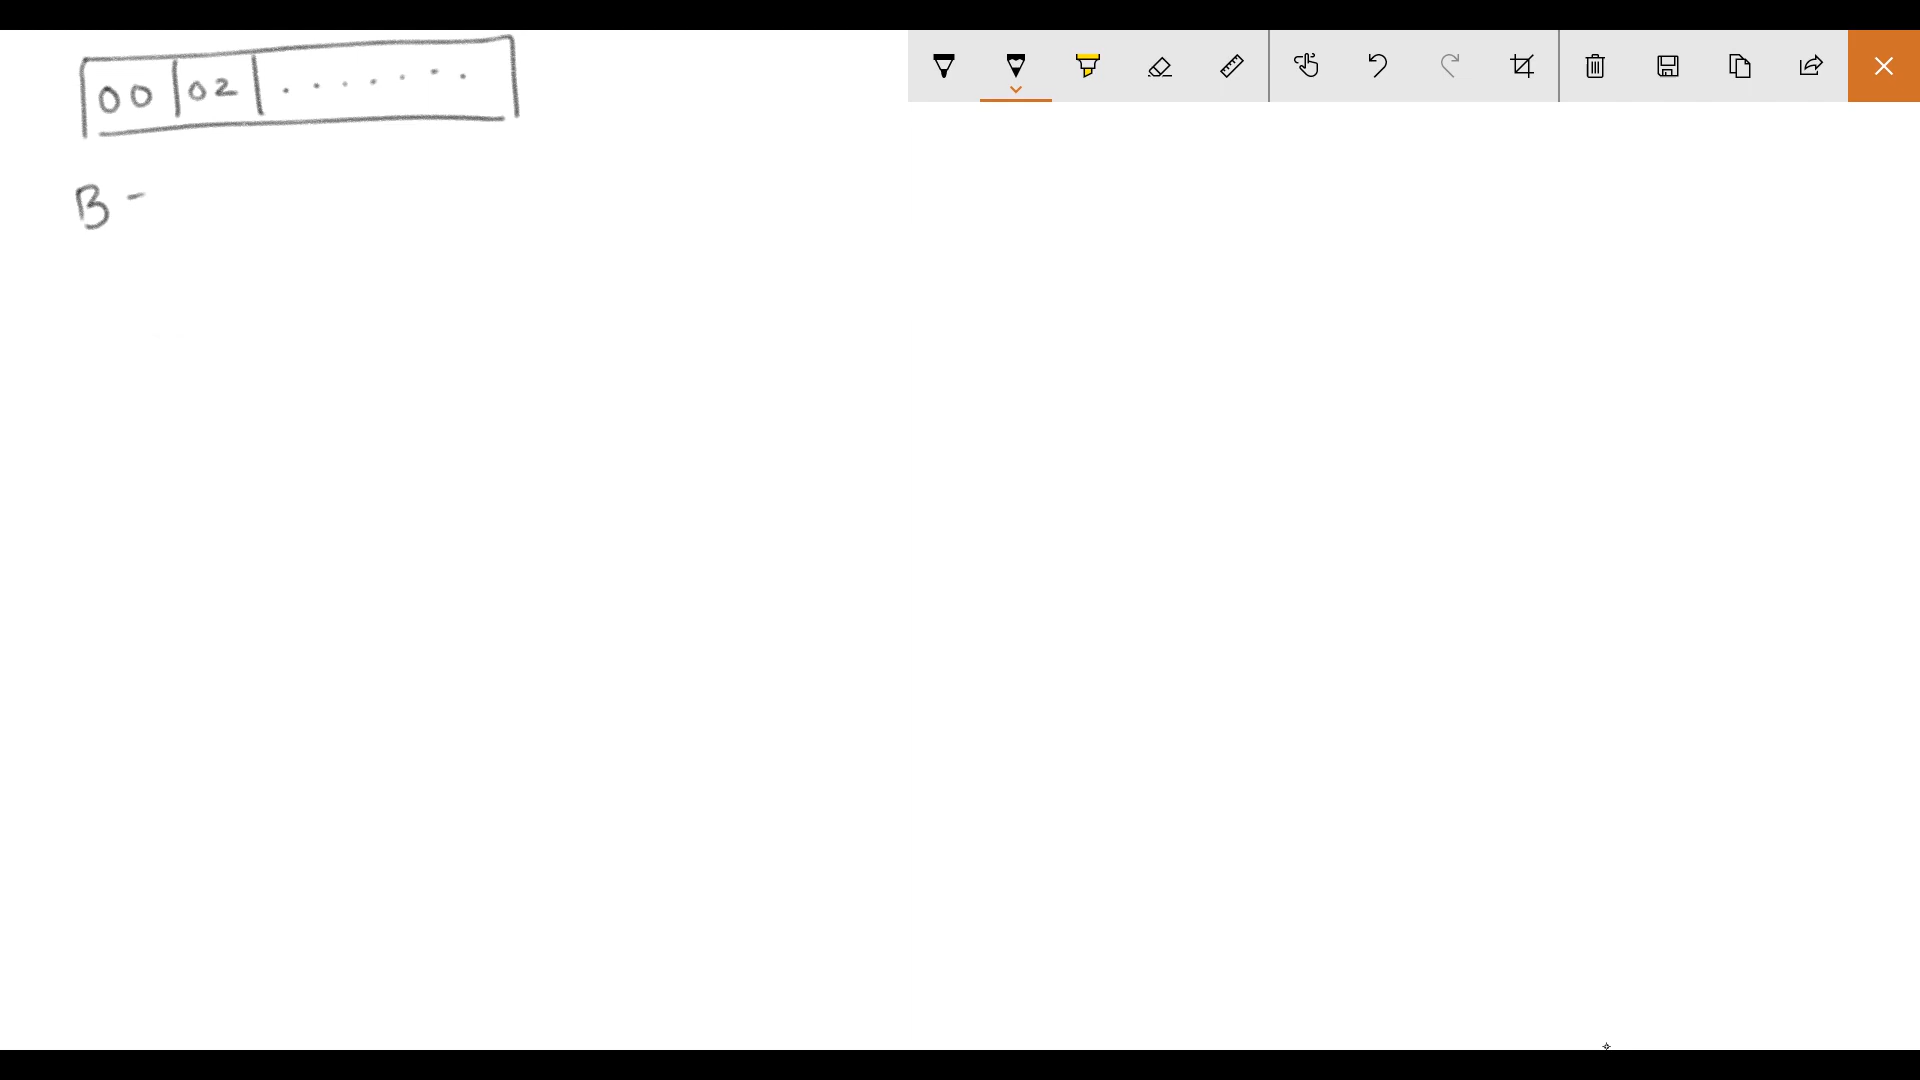 00 | 02 | . . . . . . .
B -